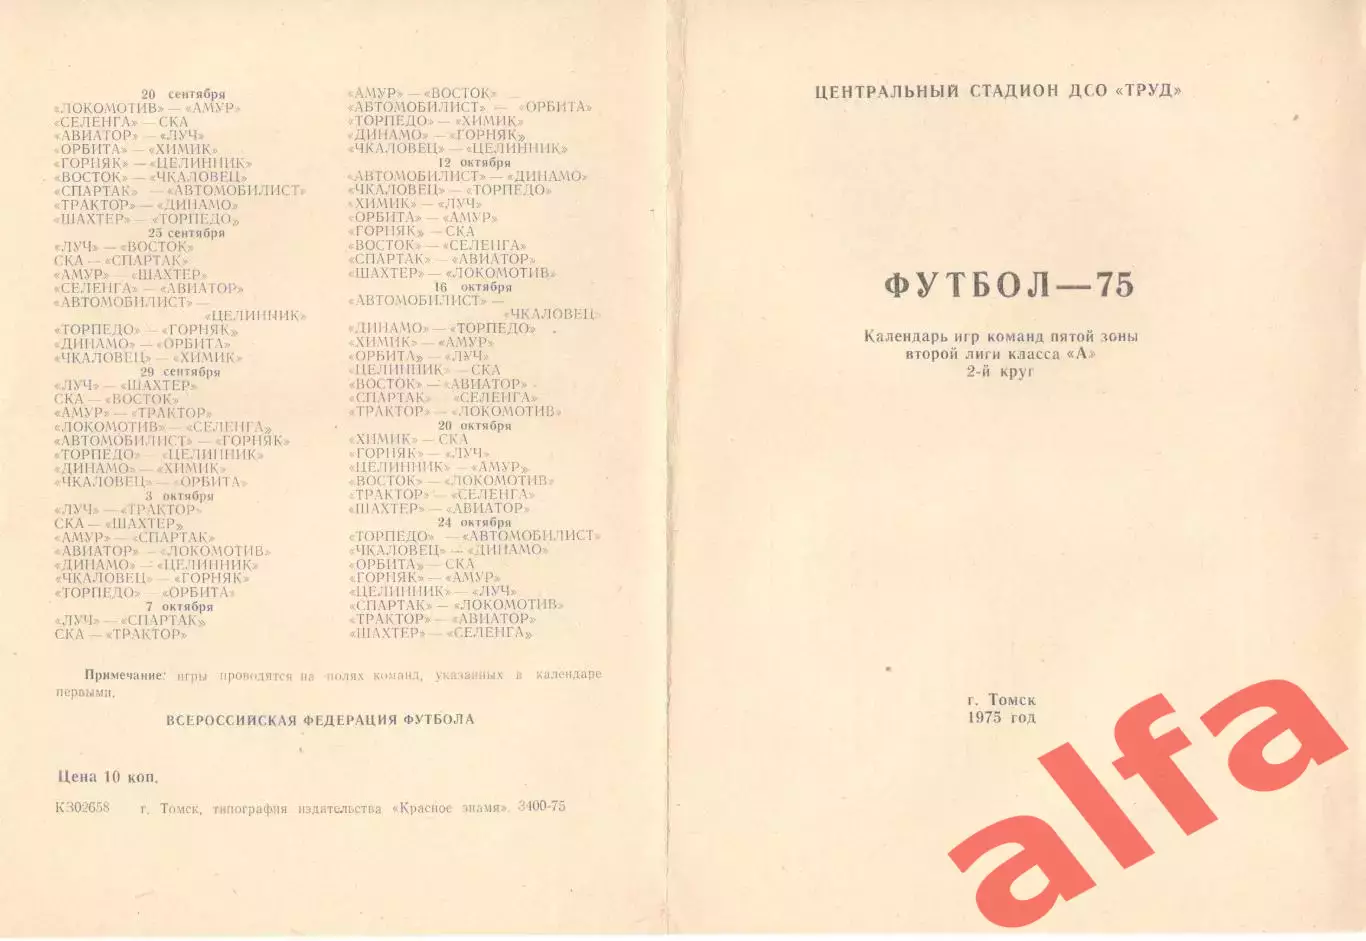 20 сентября
«ЛОКОМОТИВ» — «АМУР»
«СЕЛЕНГА» — СКА
«АВИАТОР» — «ЛУЧ»
«ОРБИТА» — «ХИМИК»
«ГОРНЯК» — «ЦЕЛИННИК»
«ВОСТОК» — «ЧКАЛОВЕЦ»
«СПАРТАК» — «АВТОМОБИЛИСТ»
«ТРАКТОР» — «ДИНАМО»
«ШАХТЕР» — «ТОРПЕДО»
25 сентября
«ЛУЧ» — «ВОСТОК»
СКА — «СПАРТАК»
«АМУР» — «ШАХТЕР»
«СЕЛЕНГА» — «АВИАТОР»
«АВТОМОБИЛИСТ» —
«ЦЕЛИННИК»
«ТОРПЕДО» — «ГОРНЯК»
«ДИНАМО» — «ОРБИТА»
«ЧКАЛОВЕЦ» — «ХИМИК»
29 сентября
«ЛУЧ» — «ШАХТЕР»
СКА — «ВОСТОК»
«АМУР» — «ТРАКТОР»
«ЛОКОМОТИВ» — «СЕЛЕНГА»
«АВТОМОБИЛИСТ» — «ГОРНЯК»
«ТОРПЕДО» — «ЦЕЛИННИК»
«ДИНАМО» — «ХИМИК»
«ЧКАЛОВЕЦ» — «ОРБИТА»
3 октября
«ЛУЧ» — «ТРАКТОР»
СКА — «ШАХТЕР»
«АМУР» — «СПАРТАК»
«АВИАТОР» — «ЛОКОМОТИВ»
«ДИНАМО» — «ЦЕЛИННИК»
«ЧКАЛОВЕЦ» — «ГОРНЯК»
«ТОРПЕДО» — «ОРБИТА»
7 октября
«ЛУЧ» — «СПАРТАК»
СКА — «ТРАКТОР»
«АМУР» — «ВОСТОК»
«АВТОМОБИЛИСТ» — «ОРБИТА»
«ТОРПЕДО» — «ХИМИК»
«ДИНАМО» — «ГОРНЯК»
«ЧКАЛОВЕЦ» — «ЦЕЛИННИК»
12 октября
«АВТОМОБИЛИСТ» — «ДИНАМО»
«ЧКАЛОВЕЦ» — «ТОРПЕДО»
«ХИМИК» — «ЛУЧ»
«ОРБИТА» — «АМУР»
«ГОРНЯК» — СКА
«ВОСТОК» — «СЕЛЕНГА»
«СПАРТАК» — «АВИАТОР»
«ШАХТЕР» — «ЛОКОМОТИВ»
16 октября
«АВТОМОБИЛИСТ» —
«ЧКАЛОВЕЦ»
«ДИНАМО» — «ТОРПЕДО»
«ХИМИК» — «АМУР»
«ОРБИТА» — «ЛУЧ»
«ЦЕЛИННИК» — СКА
«ВОСТОК» — «АВИАТОР»
«СПАРТАК» «СЕЛЕНГА»
«ТРАКТОР» — «ЛОКОМОТИВ»
20 октября
«ХИМИК» — СКА
«ГОРНЯК» — «ЛУЧ»
«ЦЕЛИННИК» — «АМУР»
«ВОСТОК» — «ЛОКОМОТИВ»
«ТРАКТОР» — «СЕЛЕНГА»
«ШАХТЕР» — «АВИАТОР»
24 октября
«ТОРПЕДО» — «АВТОМОБИЛИСТ»
«ЧКАЛОВЕЦ» — «ДИНАМО»
«ОРБИТА» — СКА
«ГОРНЯК» — «АМУР»
«ЦЕЛИННИК» — «ЛУЧ»
«СПАРТАК» — «ЛОКОМОТИВ»
«ТРАКТОР» — «АВИАТОР»
«ШАХТЕР» — «СЕЛЕНГА»
Примечание: игры проводятся на полях команд, указанных в календаре
первыми.
ВСЕРОССИЙСКАЯ ФЕДЕРАЦИЯ ФУТБОЛА
Цена 10 коп.
К302658 г. Томск, типография издательства «Красное знамя». 3400-75
ЦЕНТРАЛЬНЫЙ СТАДИОН ДСО «ТРУД»
ФУТБОЛ — 75
Календарь игр команд пятой зоны
второй лиги класса «А»
2-й круг
г. Томск
1975 год
alfa